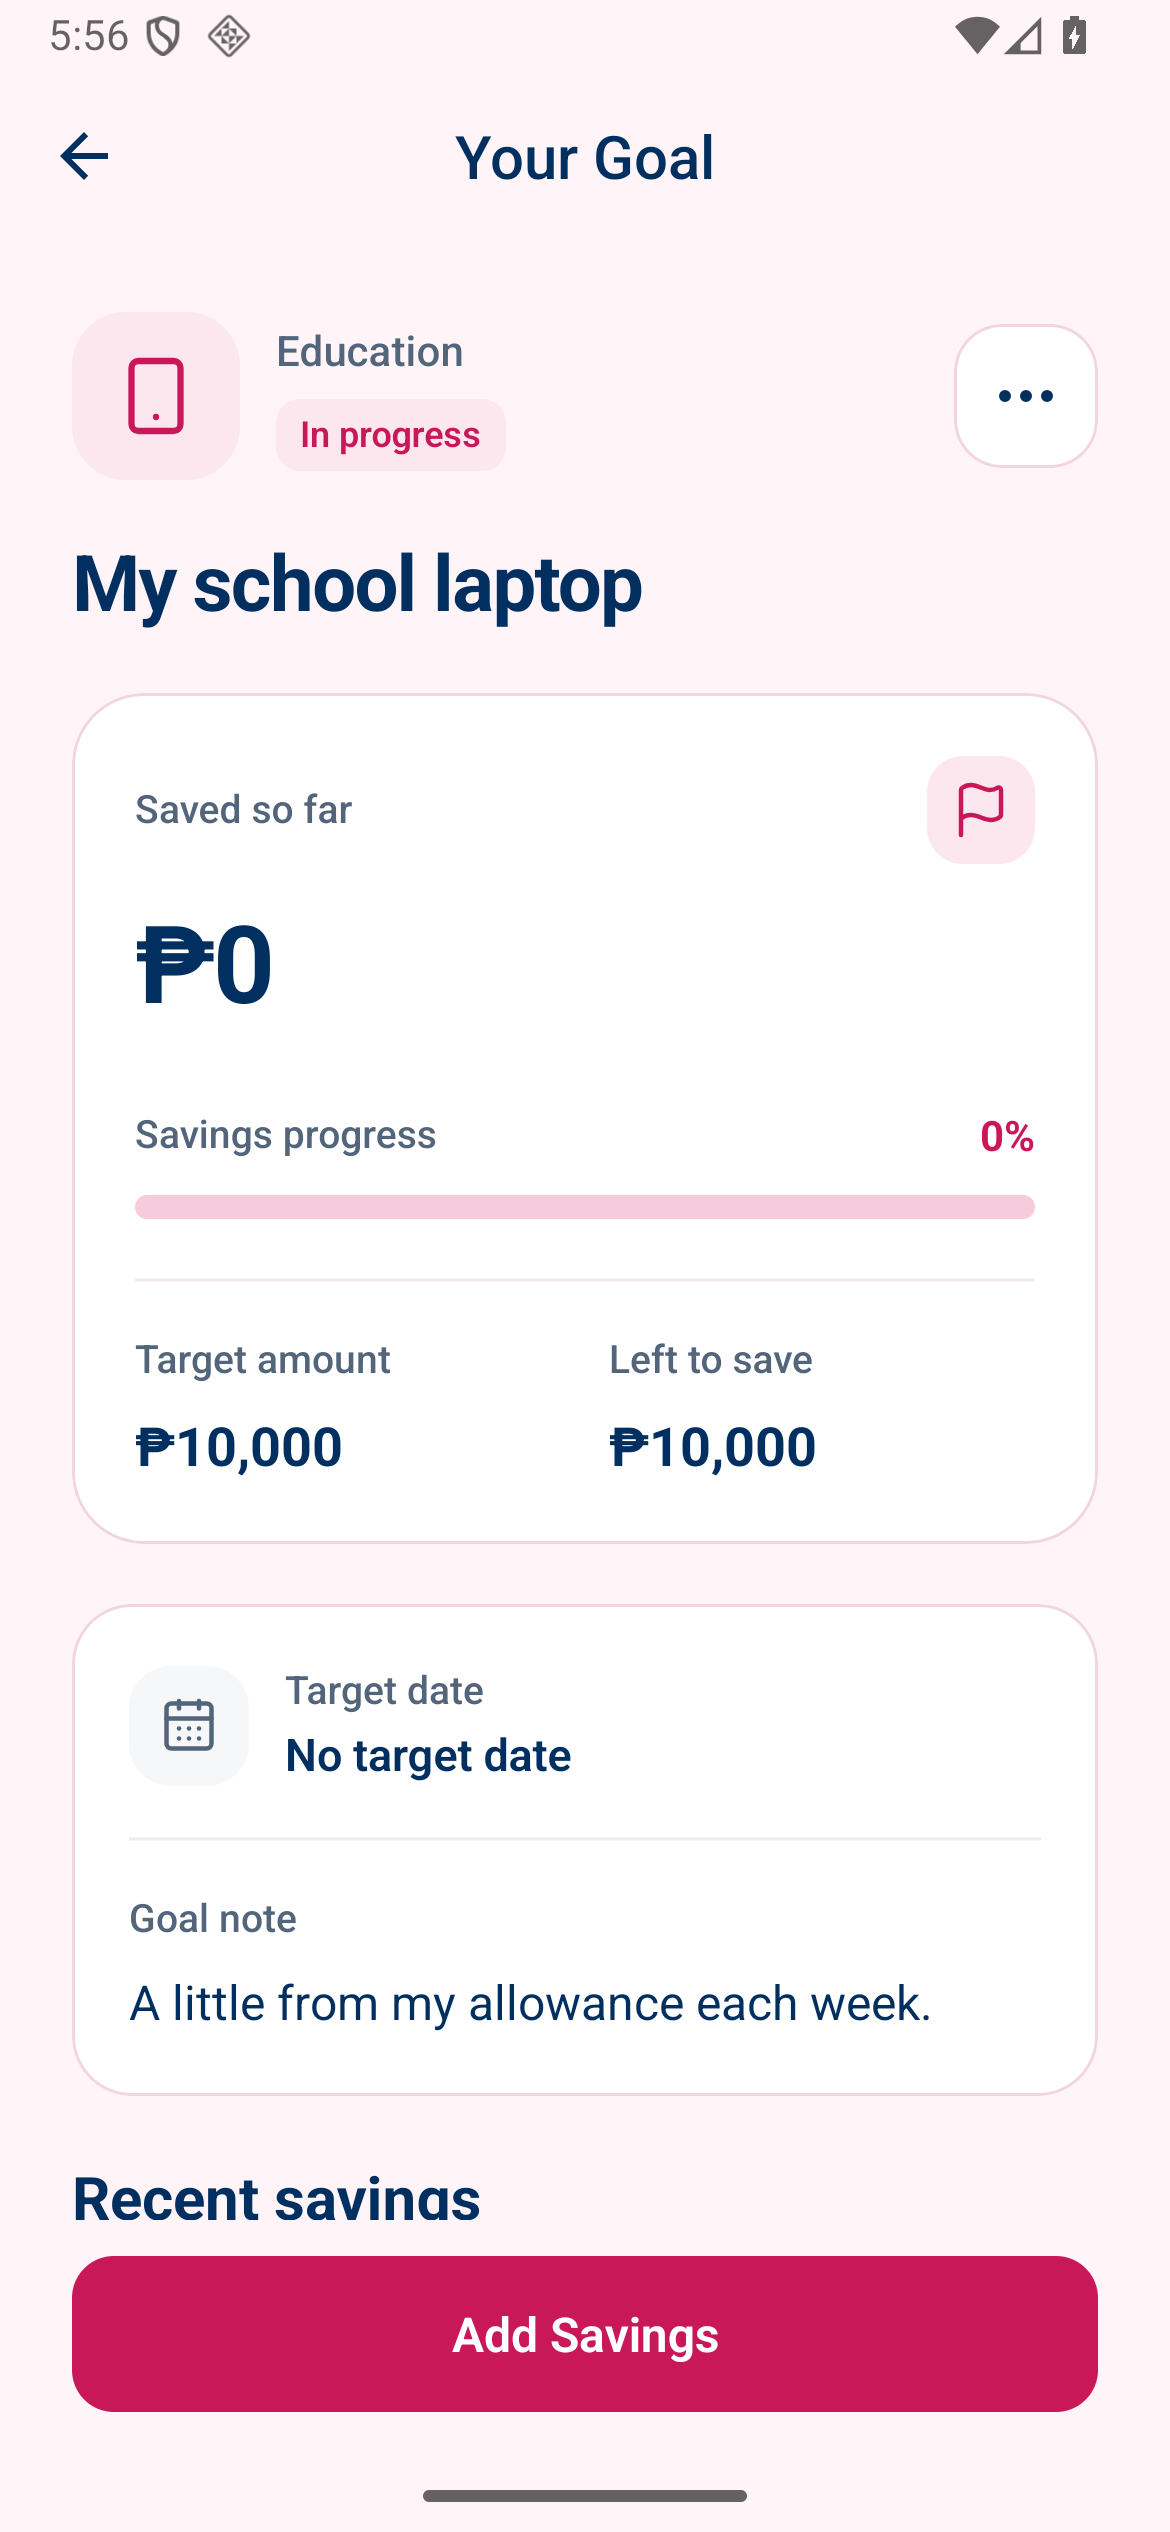 5:56
Your Goal
Education
In progress
My school laptop
Saved so far
₱0
Savings progress
0%
Target amount
Left to save
₱10,000
₱10,000
Target date
No target date
Goal note
A little from my allowance each week.
Recent savings
Add Savings